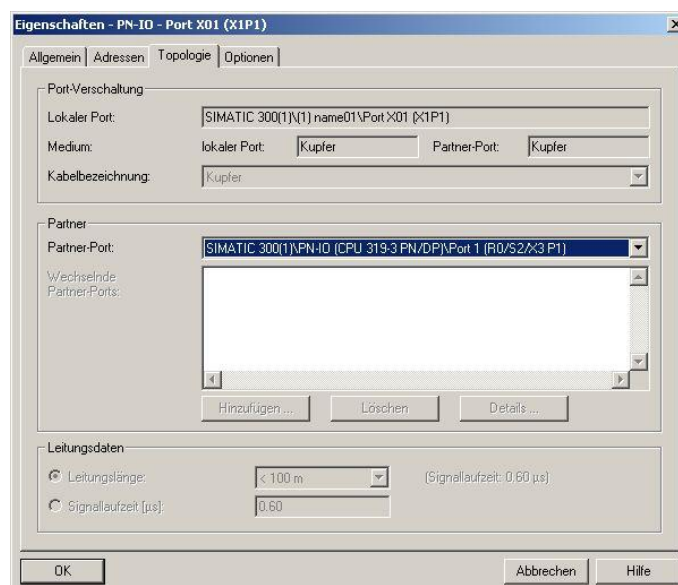 Eigenschaften - PN-IO - Port X01 (X1P1)
Allgemein Adressen Topologie Optionen
Port-Verschaltung
Lokaler Port: SIMATIC 300(1)\(1) name01\Port X01 (X1P1)
Medium: lokaler Port: Kupfer Partner-Port: Kupfer
Kabelbezeichnung: Kupfer
Partner
Partner-Port: SIMATIC 300(1)\PN-IO (CPU 319-3 PN/DP)\Port 1 (R0/S2/X3 P1)
Wechselnde
Partner-Ports:
Hinzufügen ... Löschen Details ...
Leitungsdaten
Leitungslänge: < 100 m (Signallaufzeit: 0.60 µs)
Signallaufzeit [µs]: 0.60
OK Abbrechen Hilfe